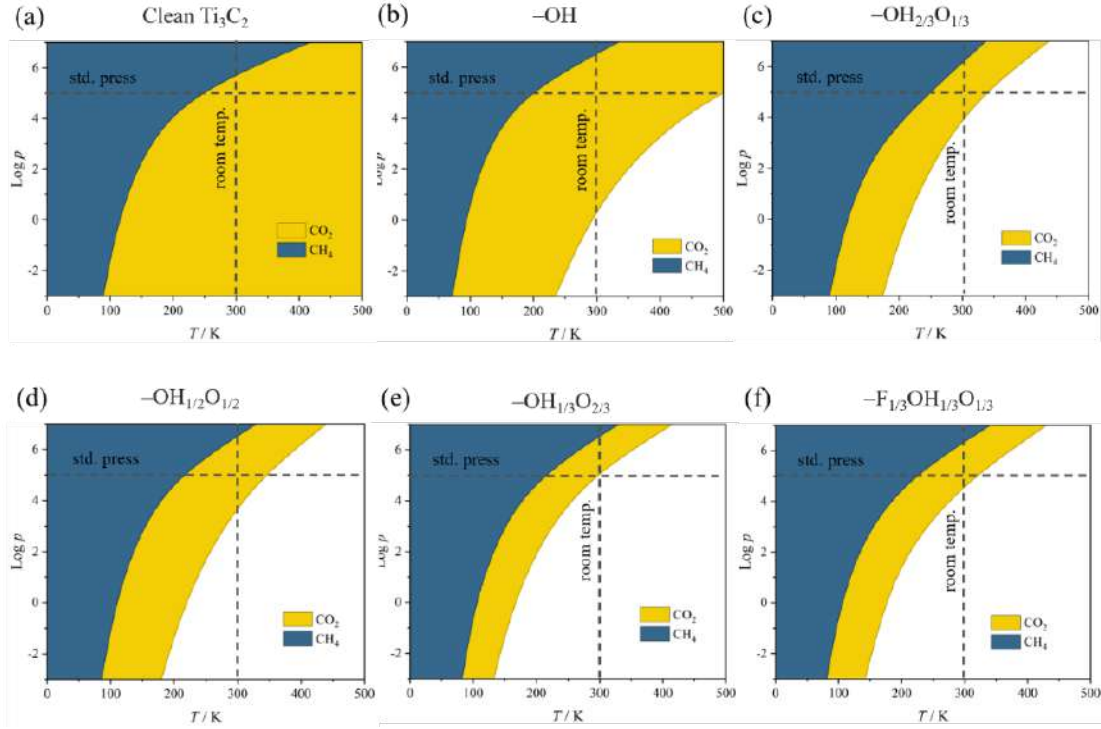 (a) Clean Ti₃C₂
std. press
room temp.
CO₂
CH₄
Log p
6
4
2
0
-2
0 100 200 300 400 500
T / K
(b) –OH
std. press
room temp.
CO₂
CH₄
Log p
6
4
2
0
-2
0 100 200 300 400 500
T / K
(c) –OH₂/₃O₁/₃
std. press
room temp.
CO₂
CH₄
Log p
6
4
2
0
-2
0 100 200 300 400 500
T / K
(d) –OH₁/₂O₁/₂
std. press
CO₂
CH₄
Log p
6
4
2
0
-2
0 100 200 300 400 500
T / K
(e) –OH₁/₃O₂/₃
std. press
room temp.
CO₂
CH₄
Log p
6
4
2
0
-2
0 100 200 300 400 500
T / K
(f) –F₁/₃OH₁/₃O₁/₃
std. press
room temp.
CO₂
CH₄
Log p
6
4
2
0
-2
0 100 200 300 400 500
T / K